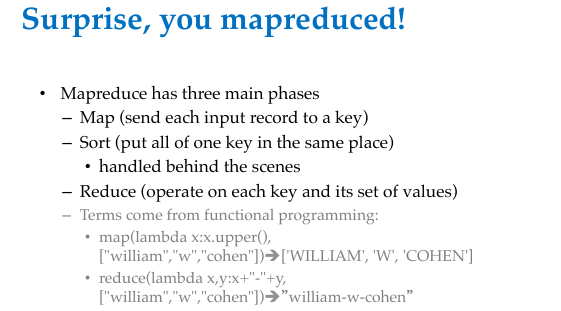 Surprise, you mapreduced!
• Mapreduce has three main phases
– Map (send each input record to a key)
– Sort (put all of one key in the same place)
• handled behind the scenes
– Reduce (operate on each key and its set of values)
– Terms come from functional programming:
• map(lambda x:x.upper(),
["william","w","cohen"])➔['WILLIAM', 'W', 'COHEN']
• reduce(lambda x,y:x+"-"+y,
["william","w","cohen"])➔”william-w-cohen”